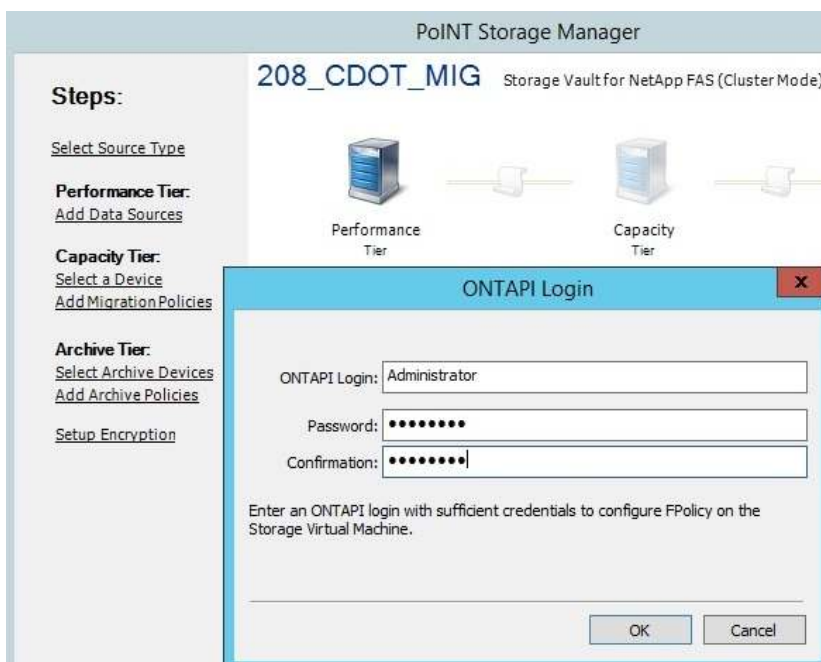 PoINT Storage Manager
Steps:
Select Source Type
Performance Tier:
Add Data Sources
Capacity Tier:
Select a Device
Add Migration Policies
Archive Tier:
Select Archive Devices
Add Archive Policies
Setup Encryption
208_CDOT_MIG Storage Vault for NetApp FAS (Cluster Mode)
Performance
Tier
Capacity
Tier
ONTAPI Login
x
ONTAPI Login: Administrator
Password: ●●●●●●●●
Confirmation: ●●●●●●●●
Enter an ONTAPI login with sufficient credentials to configure FPolicy on the
Storage Virtual Machine.
OK Cancel